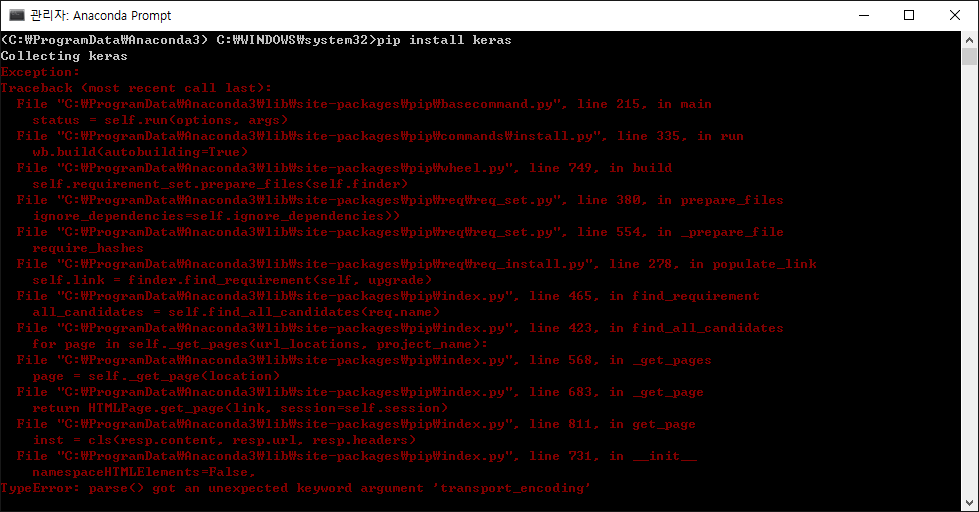 관리자: Anaconda Prompt
(C:₩ProgramData₩Anaconda3) C:₩WINDOWS₩system32>pip install keras
Collecting keras
Exception:
Traceback (most recent call last):
  File "C:₩ProgramData₩Anaconda3₩lib₩site-packages₩pip₩basecommand.py", line 215, in main
    status = self.run(options, args)
  File "C:₩ProgramData₩Anaconda3₩lib₩site-packages₩pip₩commands₩install.py", line 335, in run
    wb.build(autobuilding=True)
  File "C:₩ProgramData₩Anaconda3₩lib₩site-packages₩pip₩wheel.py", line 749, in build
    self.requirement_set.prepare_files(self.finder)
  File "C:₩ProgramData₩Anaconda3₩lib₩site-packages₩pip₩req₩req_set.py", line 380, in prepare_files
    ignore_dependencies=self.ignore_dependencies))
  File "C:₩ProgramData₩Anaconda3₩lib₩site-packages₩pip₩req₩req_set.py", line 554, in _prepare_file
    require_hashes
  File "C:₩ProgramData₩Anaconda3₩lib₩site-packages₩pip₩req₩req_install.py", line 278, in populate_link
    self.link = finder.find_requirement(self, upgrade)
  File "C:₩ProgramData₩Anaconda3₩lib₩site-packages₩pip₩index.py", line 465, in find_requirement
    all_candidates = self.find_all_candidates(req.name)
  File "C:₩ProgramData₩Anaconda3₩lib₩site-packages₩pip₩index.py", line 423, in find_all_candidates
    for page in self._get_pages(url_locations, project_name):
  File "C:₩ProgramData₩Anaconda3₩lib₩site-packages₩pip₩index.py", line 568, in _get_pages
    page = self._get_page(location)
  File "C:₩ProgramData₩Anaconda3₩lib₩site-packages₩pip₩index.py", line 683, in _get_page
    return HTMLPage.get_page(link, session=self.session)
  File "C:₩ProgramData₩Anaconda3₩lib₩site-packages₩pip₩index.py", line 811, in get_page
    inst = cls(resp.content, resp.url, resp.headers)
  File "C:₩ProgramData₩Anaconda3₩lib₩site-packages₩pip₩index.py", line 731, in __init__
    namespaceHTMLElements=False,
TypeError: parse() got an unexpected keyword argument 'transport_encoding'